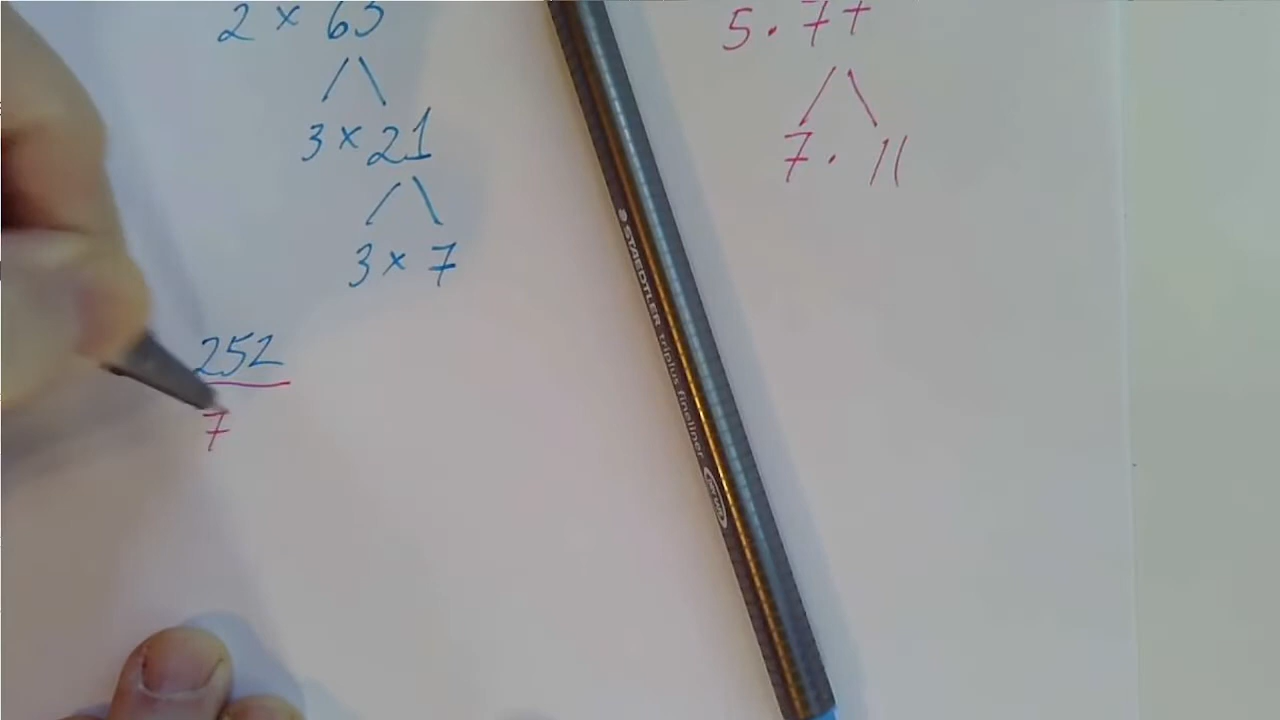 2 × 63
3 × 21
3 × 7
252
7
5 · 77
7 · 11
STAEDTLER triplus fineliner